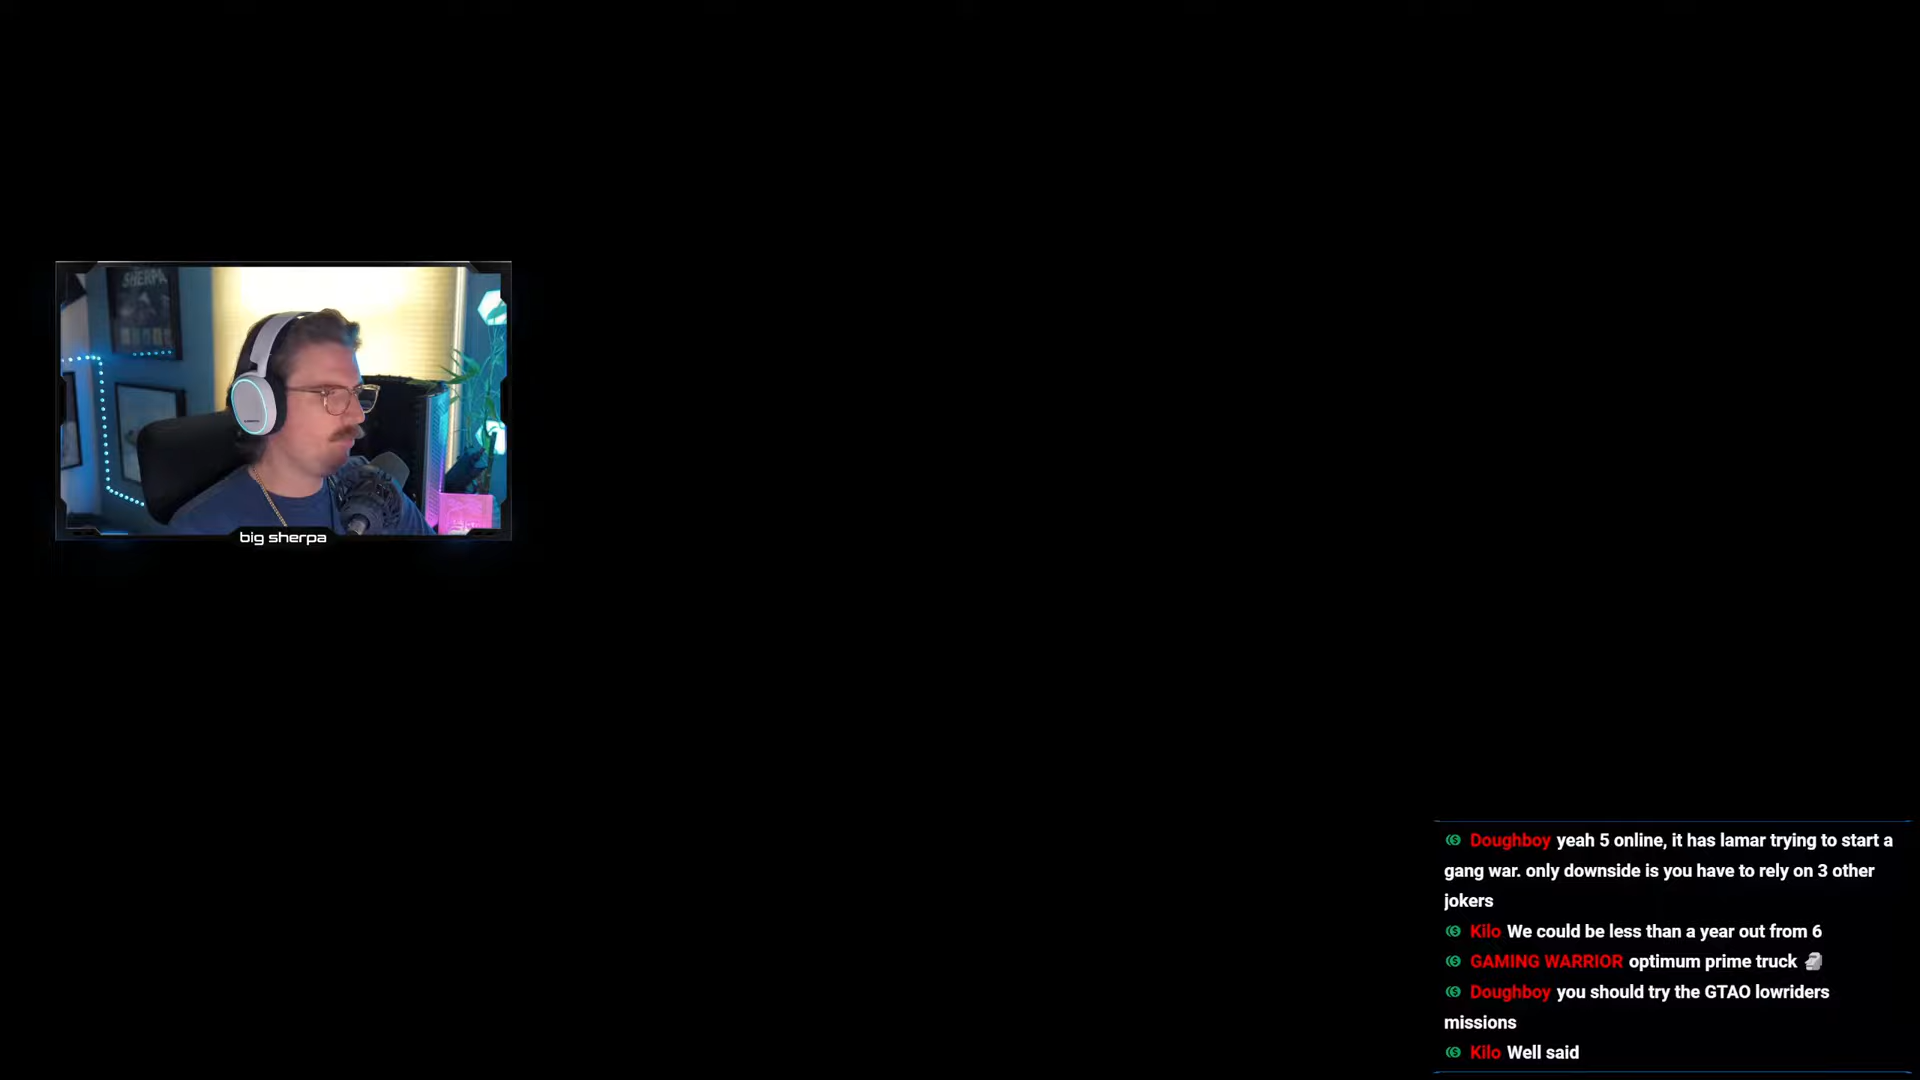 SHERPA
big sherpa
Doughboy yeah 5 online, it has lamar trying to start a
gang war. only downside is you have to rely on 3 other
jokers
Kilo We could be less than a year out from 6
GAMING WARRIOR optimum prime truck 🗿
Doughboy you should try the GTAO lowriders
missions
Kilo Well said